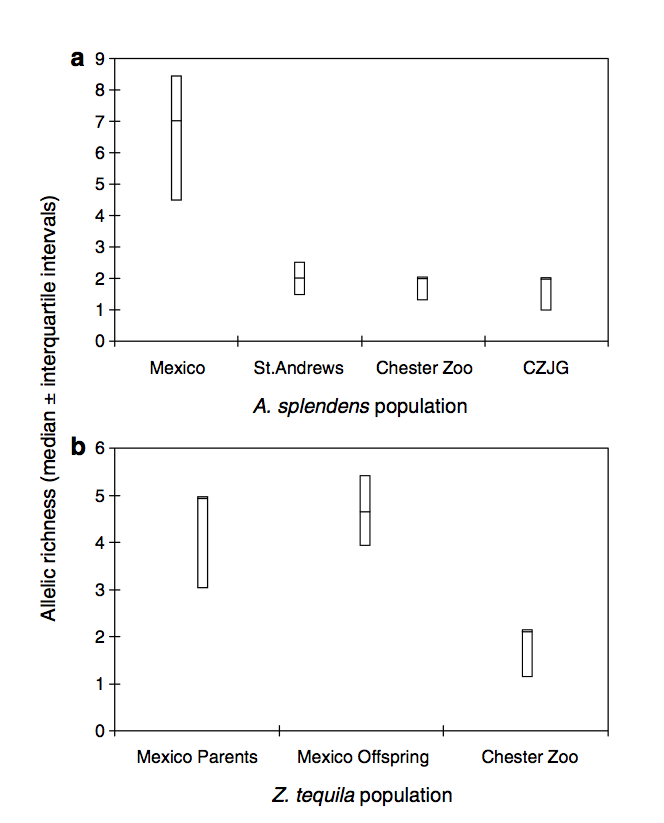 a
9
8
7
6
5
4
3
2
1
0
Mexico St.Andrews Chester Zoo CZJG
A. splendens population
Allelic richness (median ± interquartile intervals)
b
6
5
4
3
2
1
0
Mexico Parents Mexico Offspring Chester Zoo
Z. tequila population